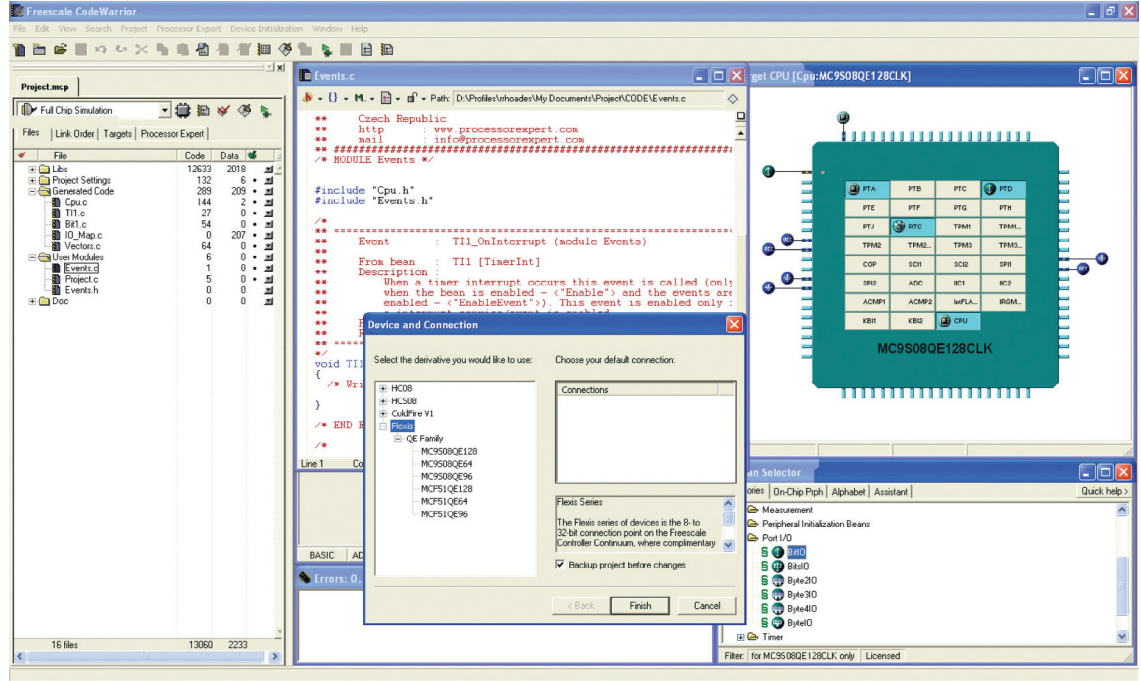 Freescale CodeWarrior
File Edit View Search Project Processor Expert Device Initialization Window Help
Project.mcp
Full Chip Simulation
Files Link Order Targets Processor Expert
File Code Data
Libs 12633 2018
Project Settings 132 6
Generated Code 289 209
Cpu.c 144 2
TI1.c 27 0
Bit1.c 54 0
IO_Map.c 0 207
Vectors.c 64 0
User Modules 6 0
Events.c 1 0
Project.c 5 0
Events.h 0 0
Doc 0 0
16 files 13060 2233
Events.c
Path: D:\Profiles\rrhoades\My Documents\Project\CODE\Events.c
** Czech Republic
** http : www.processorexpert.com
** mail : info@processorexpert.com
** ####################################################
/* MODULE Events */
#include "Cpu.h"
#include "Events.h"
/*
** ====================================================
** Event : TI1_OnInterrupt (module Events)
**
** From bean : TI1 [TimerInt]
** Description :
** When a timer interrupt occurs this event is called (only
** when the bean is enabled - <"Enable"> and the events are
** enabled - <"EnableEvent">). This event is enabled only
**
** P
** R
** ====
*/
void TI1
{
/* Wri
}
/* END E
/*
Line 1 Co
BASIC AD
Errors: 0,
Device and Connection
Select the derivative you would like to use:
HC08
HCS08
ColdFire V1
Flexis
QE Family
MC9S08QE128
MC9S08QE64
MC9S08QE96
MCF51QE128
MCF51QE64
MCF51QE96
Choose your default connection:
Connections
Flexis Series
The Flexis series of devices is the 8- to
32-bit connection point on the Freescale
Controller Continuum, where complimentary
Backup project before changes
< Back Finish Cancel
rget CPU [Cpu:MC9S08QE128CLK]
PTA PTB PTC PTD
PTE PTF PTG PTH
PTJ RTC TPM1 TPM1...
TPM2 TPM2... TPM3 TPM3...
COP SCI1 SCI2 SPI1
SPI2 ADC IIC1 IIC2
ACMP1 ACMP2 IntFLA... IROM...
KBI1 KBI2 CPU
MC9S08QE128CLK
an Selector
ories On-Chip Prph Alphabet Assistant Quick help >
Measurement
Peripheral Initialization Beans
Port I/O
BitIO
BitsIO
Byte2IO
Byte3IO
Byte4IO
ByteIO
Timer
Filter: for MC9S08QE128CLK only Licensed